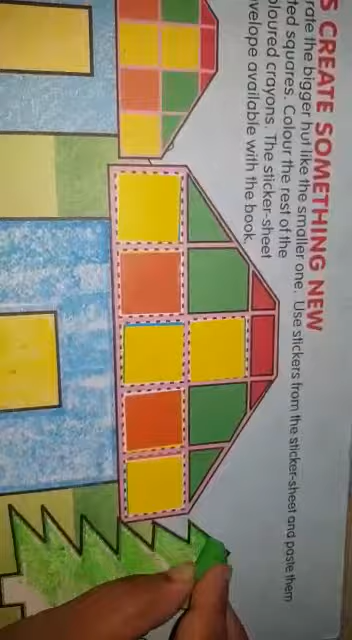 S CREATE SOMETHING NEW
rate the bigger hut like the smaller one. Use stickers from the sticker-sheet and paste them
ted squares. Colour the rest of the
oloured crayons. The sticker-sheet
velope available with the book.